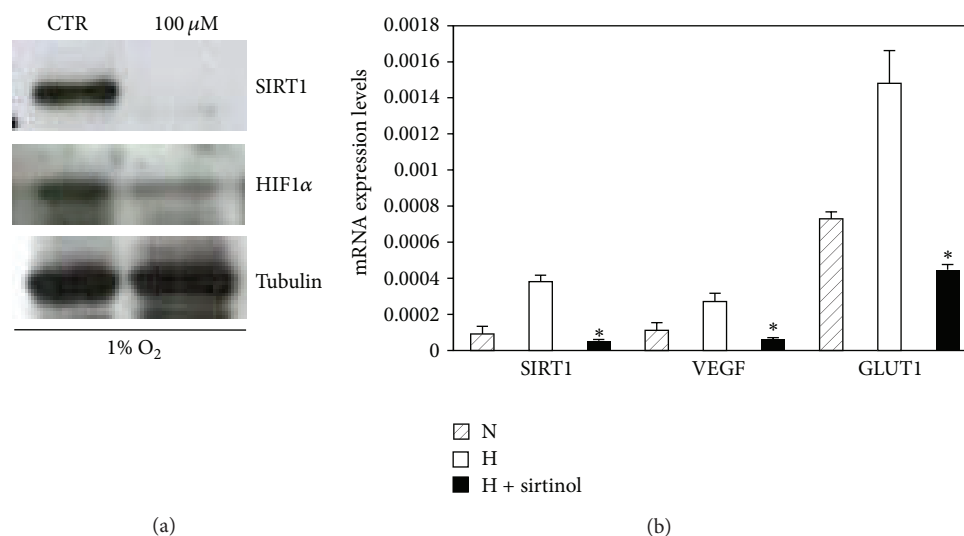 CTR 100 μM
SIRT1
HIF1α
Tubulin
1% O₂
(a)
mRNA expression levels
0.0018
0.0016
0.0014
0.0012
0.001
0.0008
0.0006
0.0004
0.0002
0
* * *
SIRT1 VEGF GLUT1
N
H
H + sirtinol
(b)